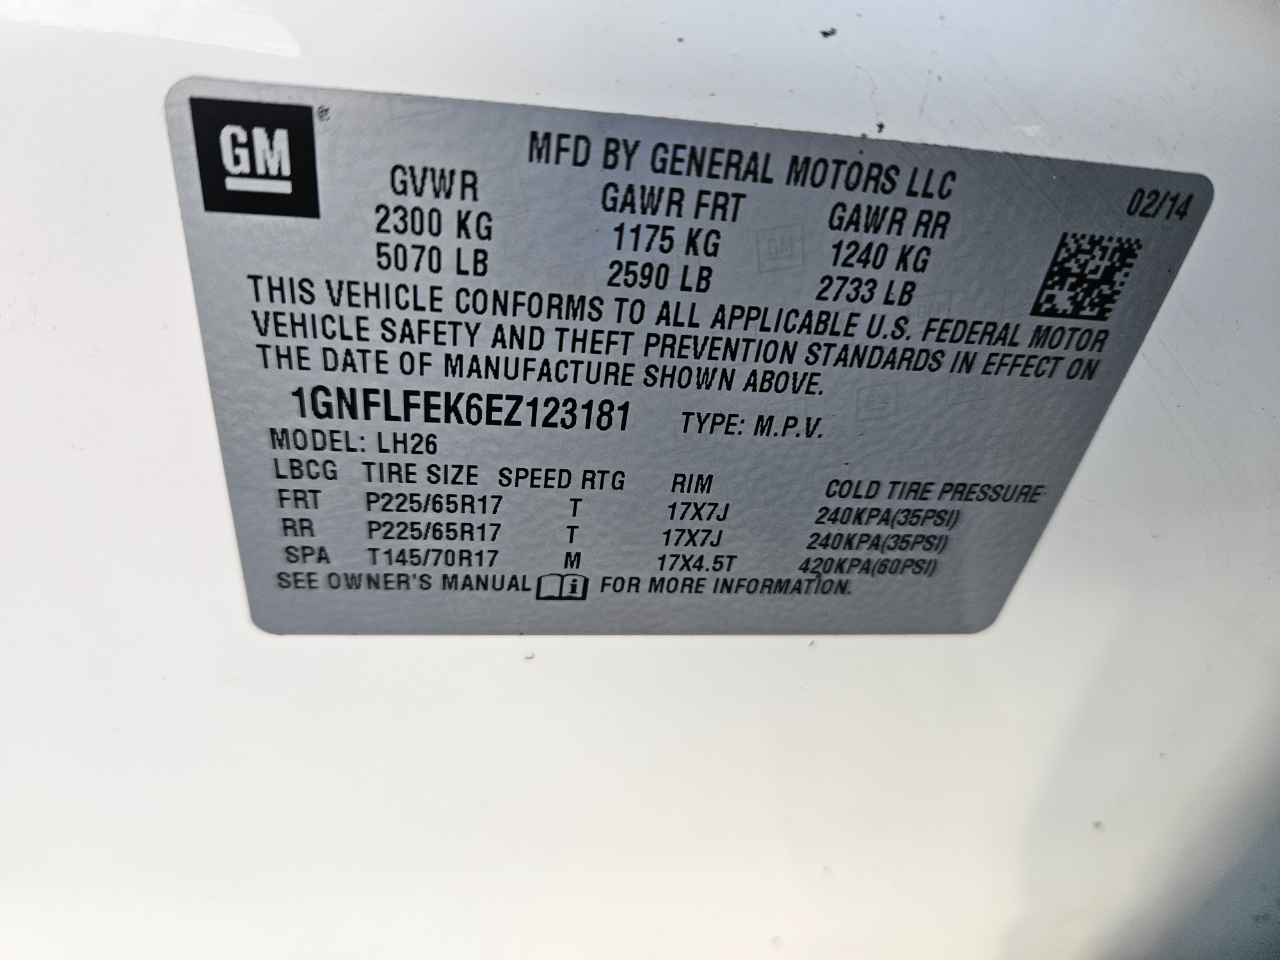 GM®
MFD BY GENERAL MOTORS LLC
02/14
GVWR GAWR FRT GAWR RR
2300 KG 1175 KG 1240 KG
5070 LB 2590 LB 2733 LB
THIS VEHICLE CONFORMS TO ALL APPLICABLE U.S. FEDERAL MOTOR
VEHICLE SAFETY AND THEFT PREVENTION STANDARDS IN EFFECT ON
THE DATE OF MANUFACTURE SHOWN ABOVE.
1GNFLFEK6EZ123181 TYPE: M.P.V.
MODEL: LH26
LBCG TIRE SIZE SPEED RTG RIM COLD TIRE PRESSURE
FRT P225/65R17 T 17X7J 240KPA(35PSI)
RR P225/65R17 T 17X7J 240KPA(35PSI)
SPA T145/70R17 M 17X4.5T 420KPA(60PSI)
SEE OWNER'S MANUAL FOR MORE INFORMATION.